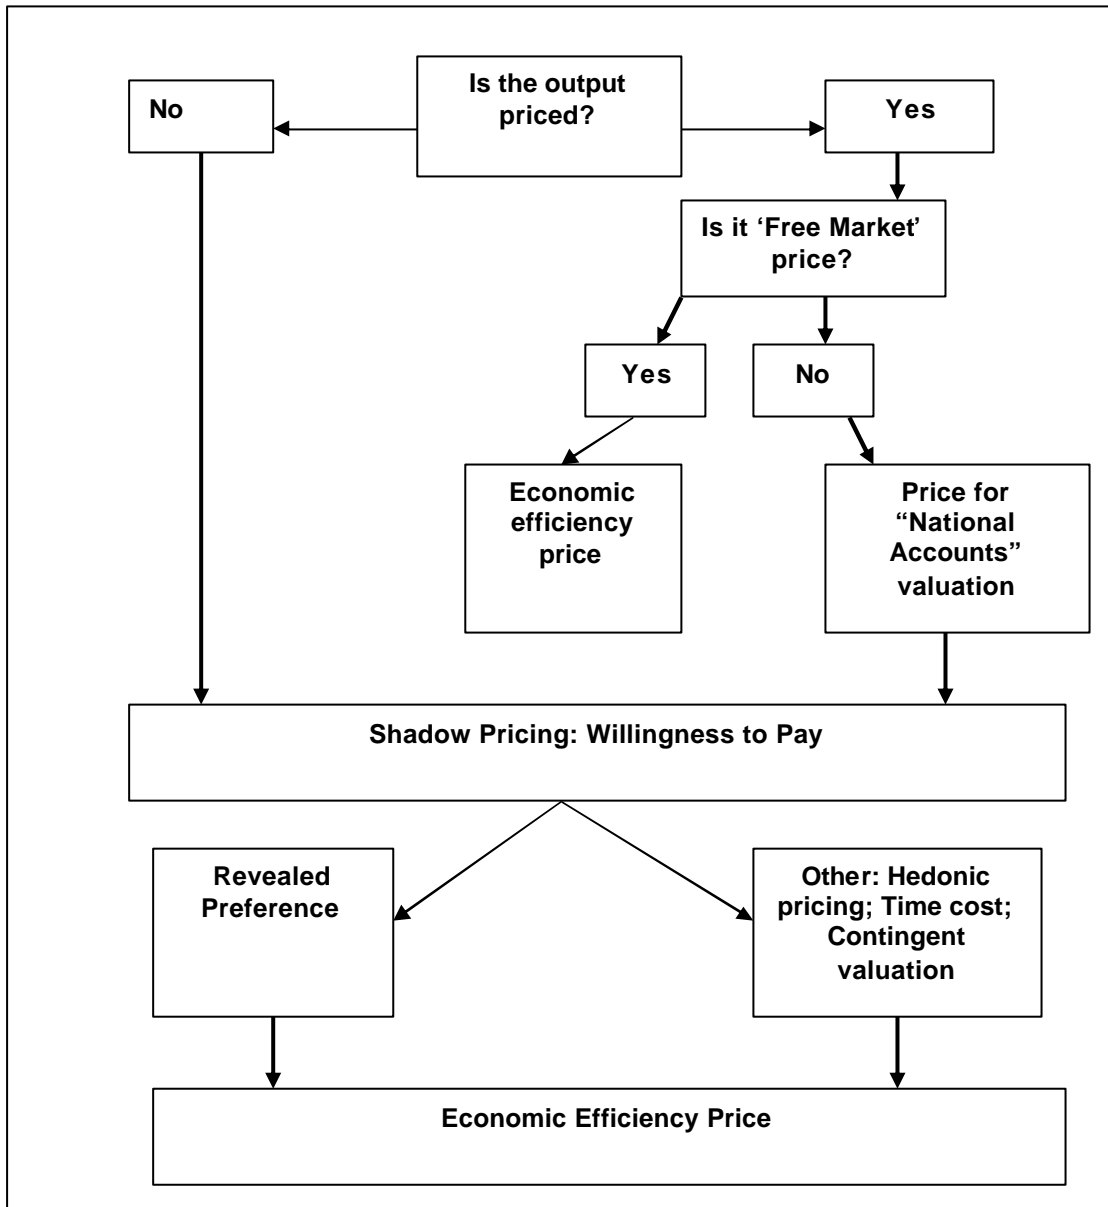 Is the output
priced?
No
Yes
Is it ‘Free Market’
price?
Yes
No
Economic
efficiency
price
Price for
“National
Accounts”
valuation
Shadow Pricing: Willingness to Pay
Revealed
Preference
Other: Hedonic
pricing; Time cost;
Contingent
valuation
Economic Efficiency Price